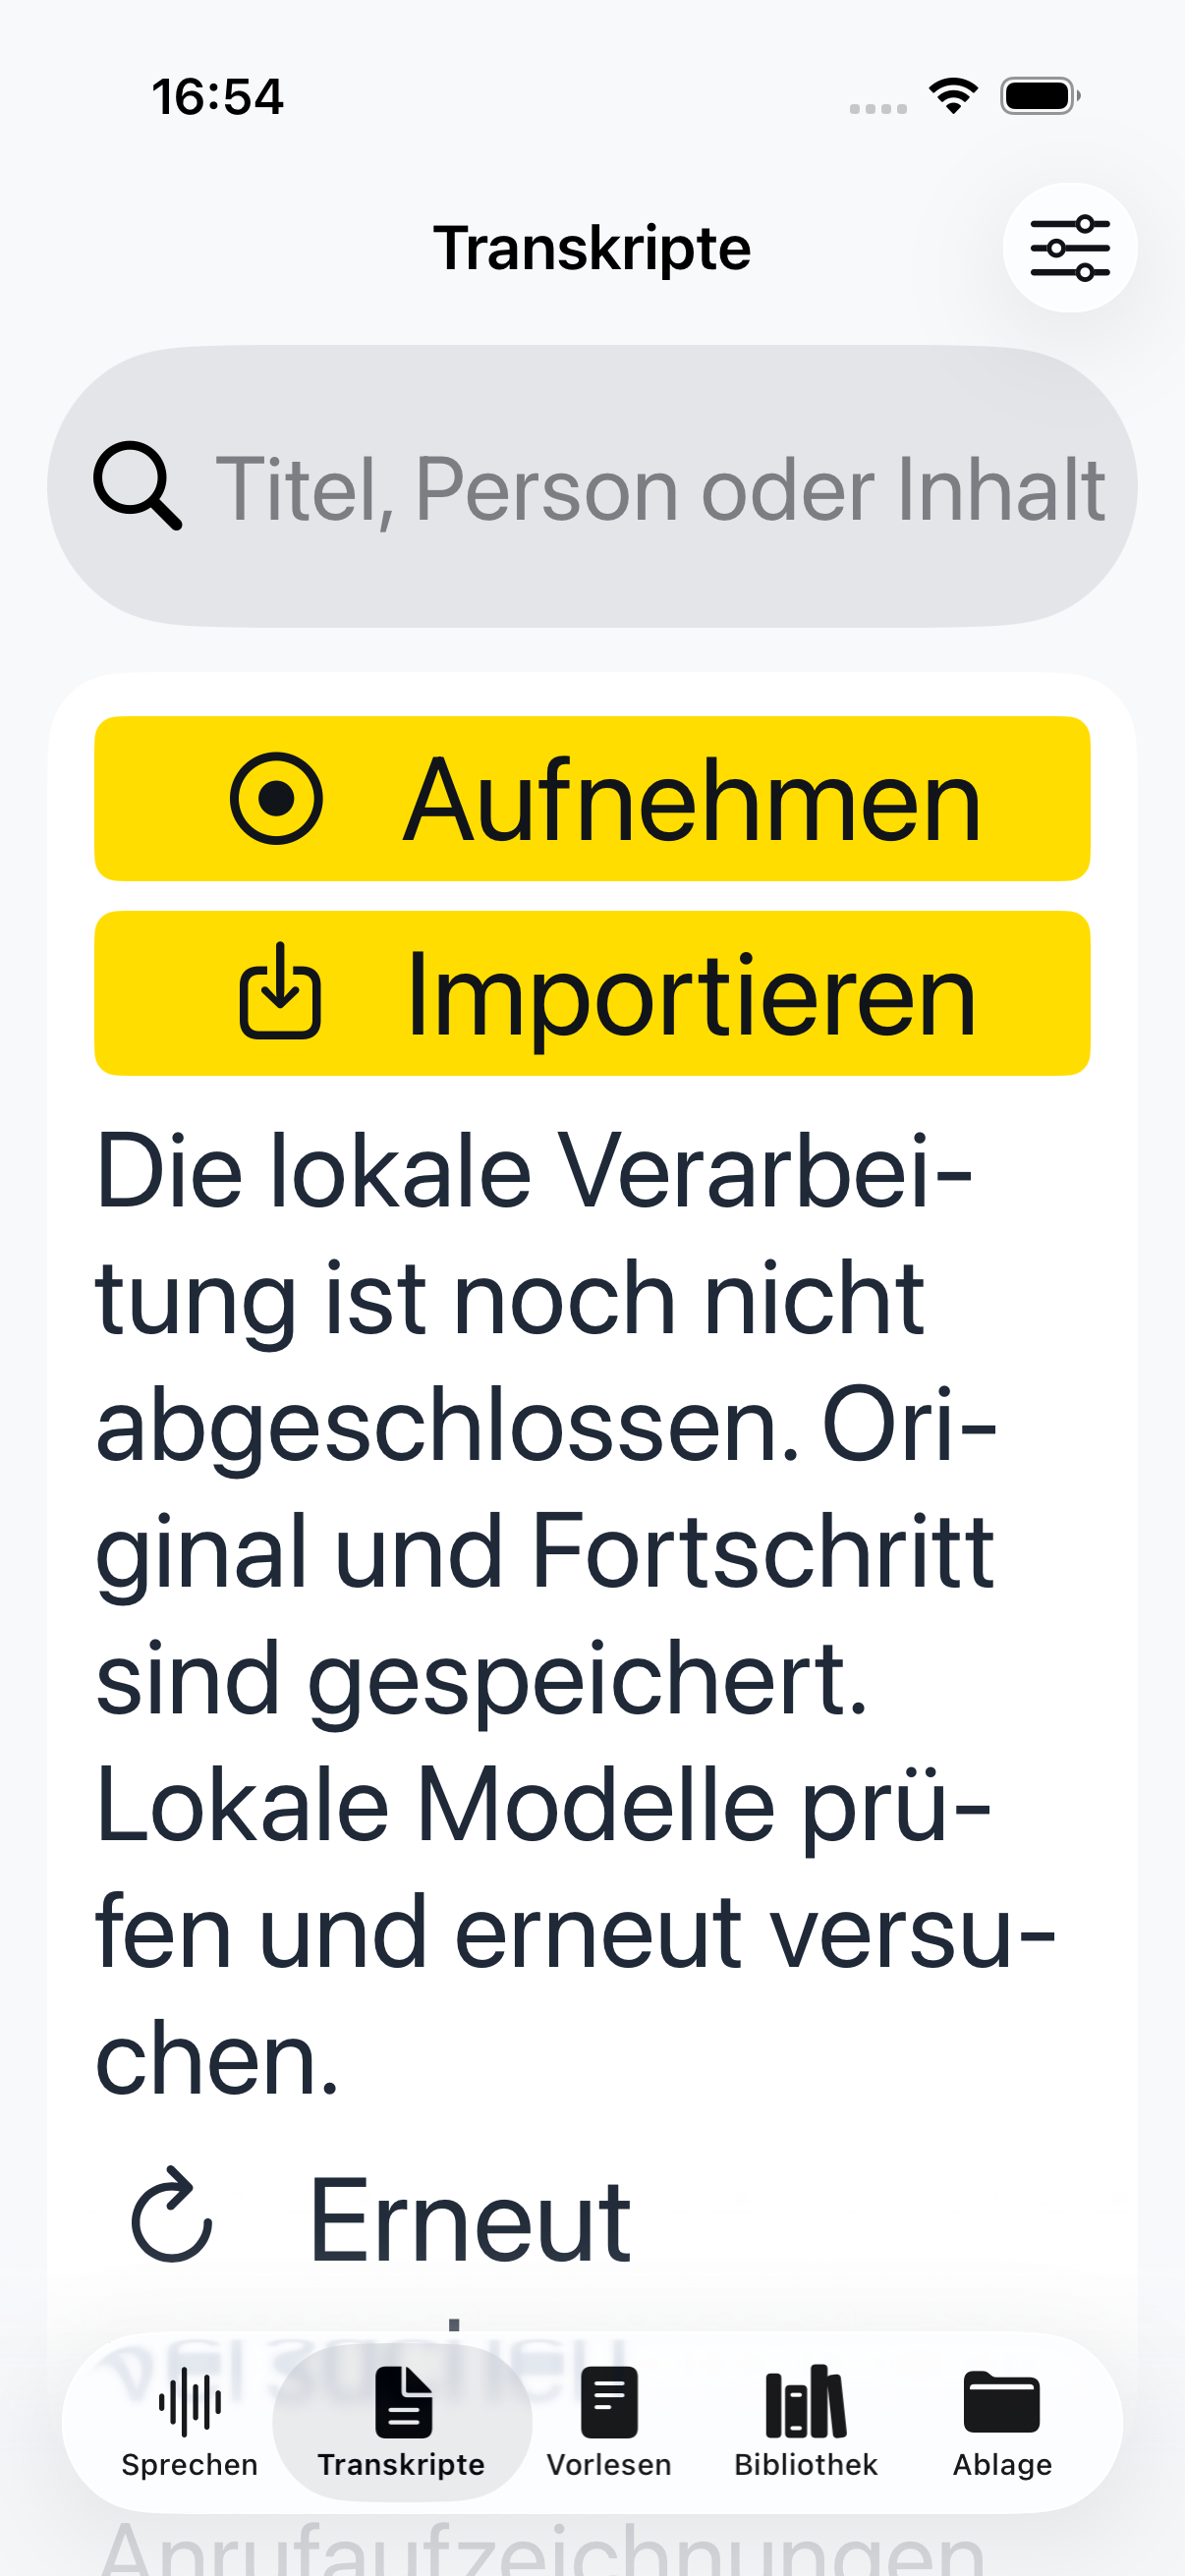 16:54
Transkripte
Titel, Person oder Inhalt
Aufnehmen
Importieren
Die lokale Verarbei-
tung ist noch nicht
abgeschlossen. Ori-
ginal und Fortschritt
sind gespeichert.
Lokale Modelle prü-
fen und erneut versu-
chen.
Erneut
Sprechen
Transkripte
Vorlesen
Bibliothek
Ablage
Anrufaufzeichnungen